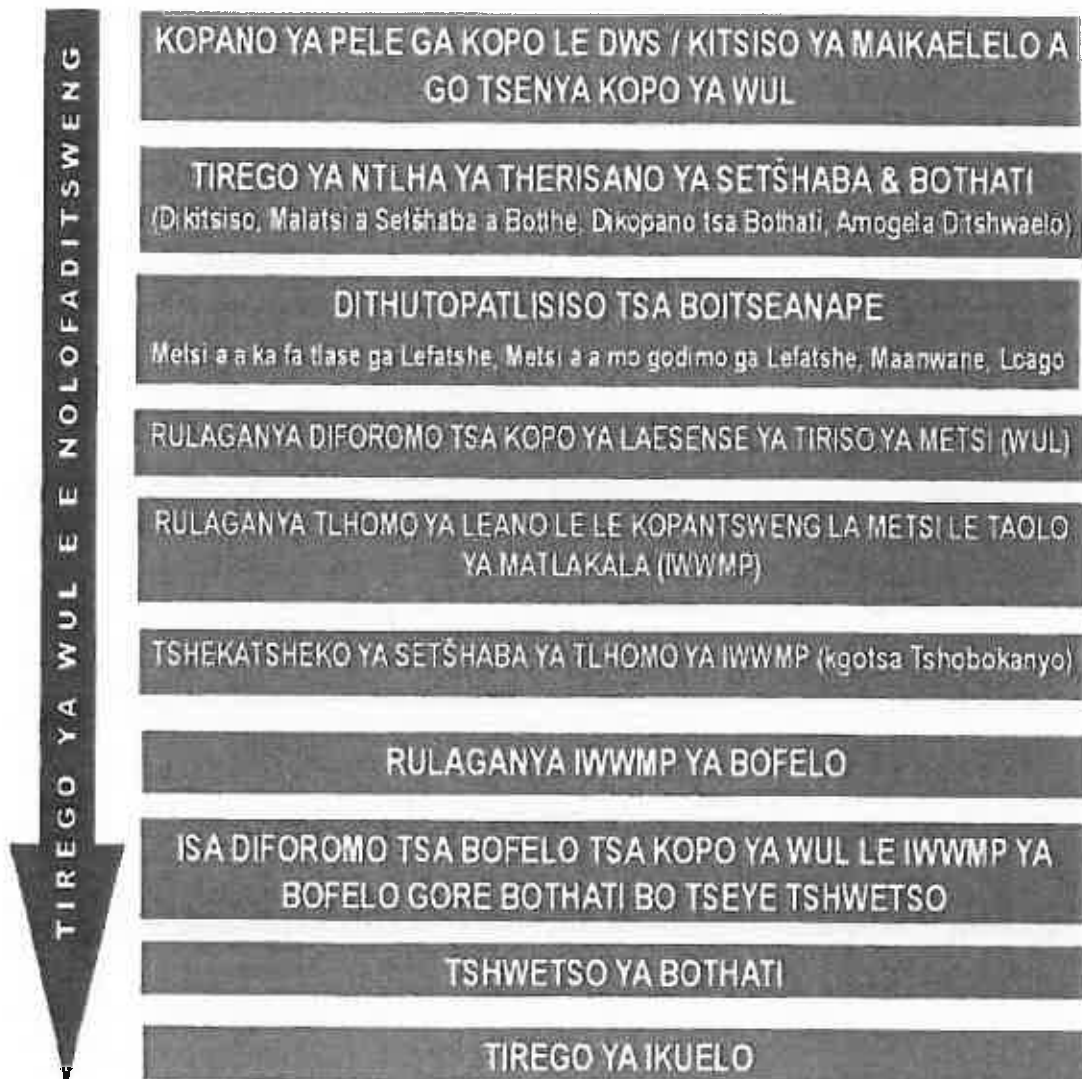 TIREGO YA WUL E E NOLOFADITSWENG
KOPANO YA PELE GA KOPO LE DWS / KITSISO YA MAIKAELELO A
GO TSENYA KOPO YA WUL
TIREGO YA NTLHA YA THERISANO YA SETŠHABA & BOTHATI
(Dikitsiso, Malatsi a Setšhaba a Botlhe, Dikopano tsa Bothati, Amogela Ditshwaelo)
DITHUTOPATLISISO TSA BOITSEANAPE
Metsi a a ka fa tlase ga Lefatshe, Metsi a a mo godimo ga Lefatshe, Maanwane, Loago
RULAGANYA DIFOROMO TSA KOPO YA LAESENSE YA TIRISO YA METSI (WUL)
RULAGANYA TLHOMO YA LEANO LE LE KOPANTSWENG LA METSI LE TAOLO
YA MATLAKALA (IWWMP)
TSHEKATSHEKO YA SETŠHABA YA TLHOMO YA IWWMP (kgotsa Tshobokanyo)
RULAGANYA IWWMP YA BOFELO
ISA DIFOROMO TSA BOFELO TSA KOPO YA WUL LE IWWMP YA
BOFELO GORE BOTHATI BO TSEYE TSHWETSO
TSHWETSO YA BOTHATI
TIREGO YA IKUELO